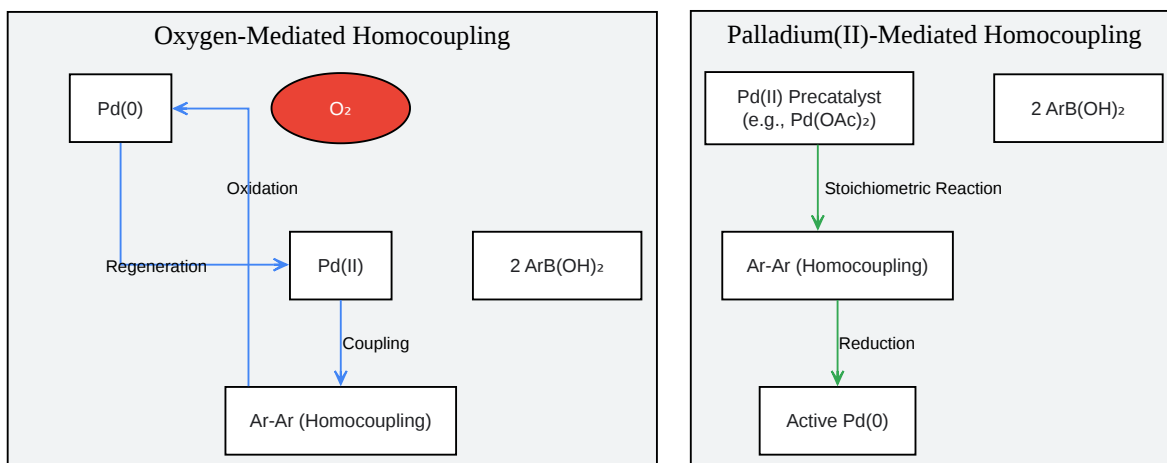 Oxygen-Mediated Homocoupling
Pd(0)
O₂
Oxidation
Regeneration
Pd(II)
2 ArB(OH)₂
Coupling
Ar-Ar (Homocoupling)
Palladium(II)-Mediated Homocoupling
Pd(II) Precatalyst
(e.g., Pd(OAc)₂)
2 ArB(OH)₂
Stoichiometric Reaction
Ar-Ar (Homocoupling)
Reduction
Active Pd(0)